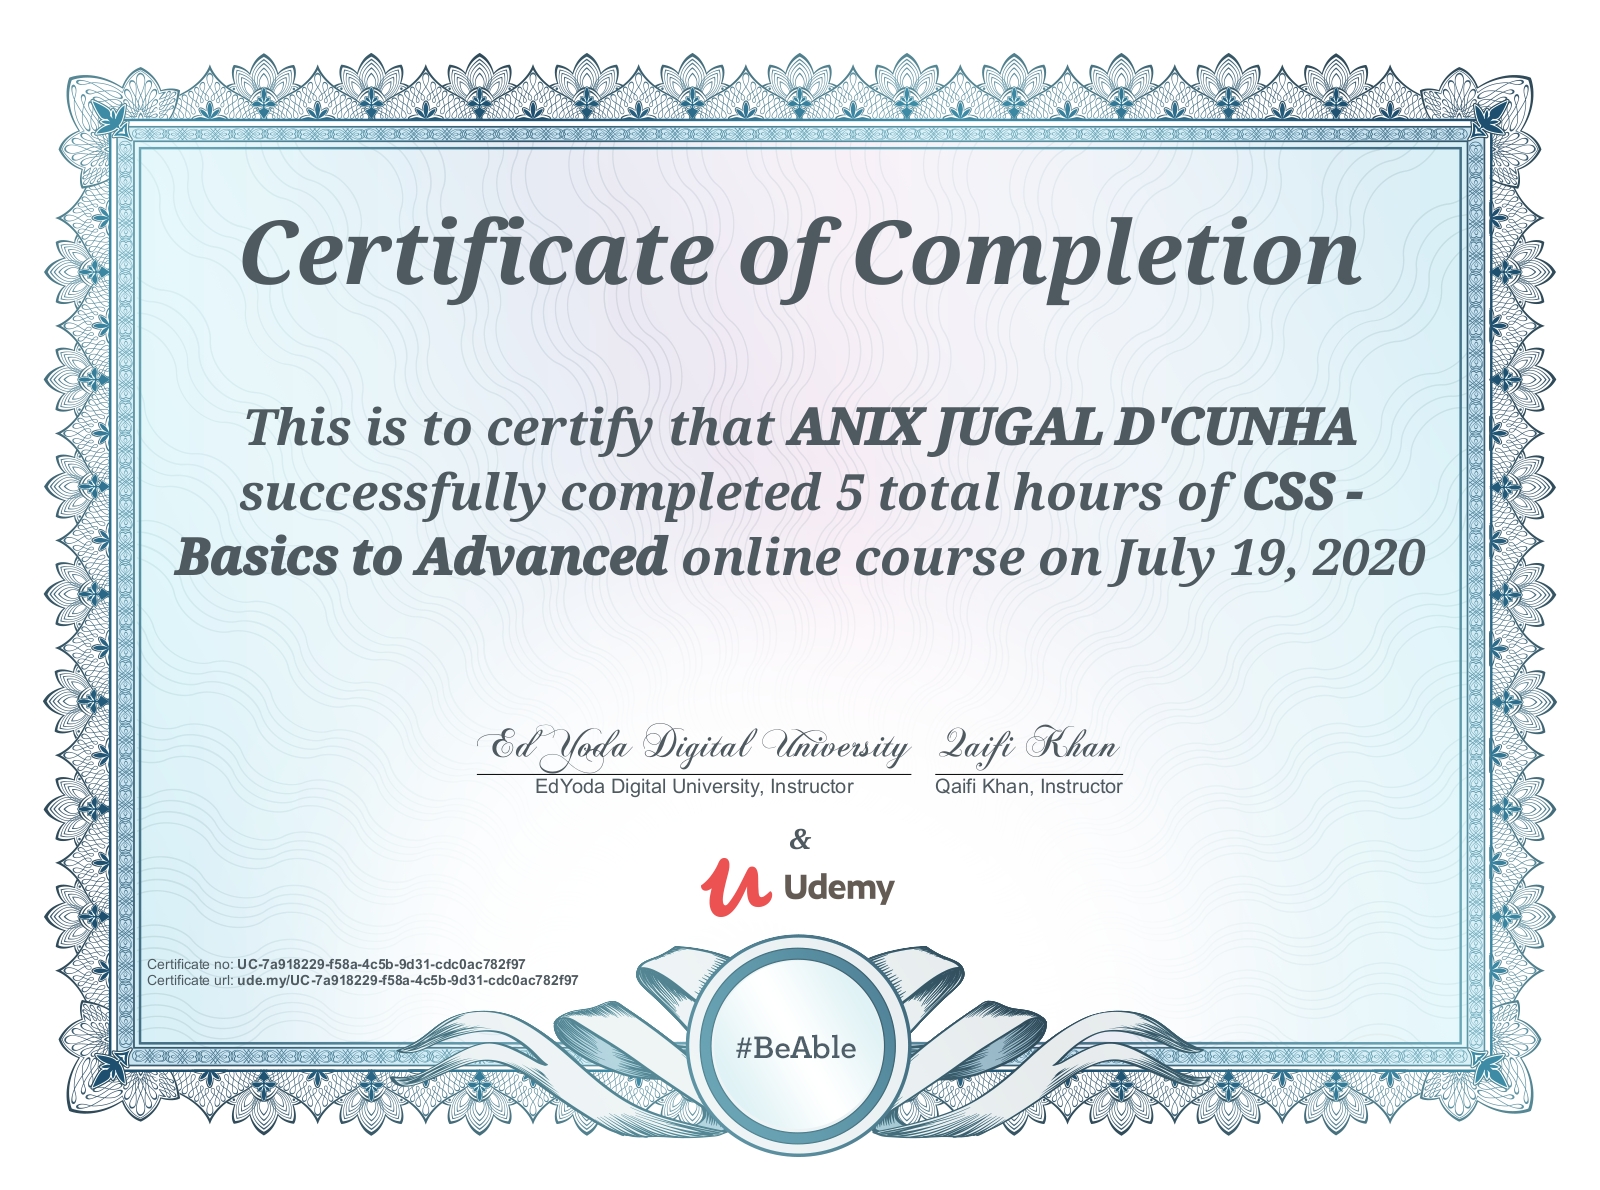 Certificate of Completion
This is to certify that ANIX JUGAL D'CUNHA
successfully completed 5 total hours of CSS -
Basics to Advanced online course on July 19, 2020
Ed Yoda Digital University Qaifi Khan
EdYoda Digital University, Instructor Qaifi Khan, Instructor
&
Udemy
Certificate no: UC-7a918229-f58a-4c5b-9d31-cdc0ac782f97
Certificate url: ude.my/UC-7a918229-f58a-4c5b-9d31-cdc0ac782f97
#BeAble